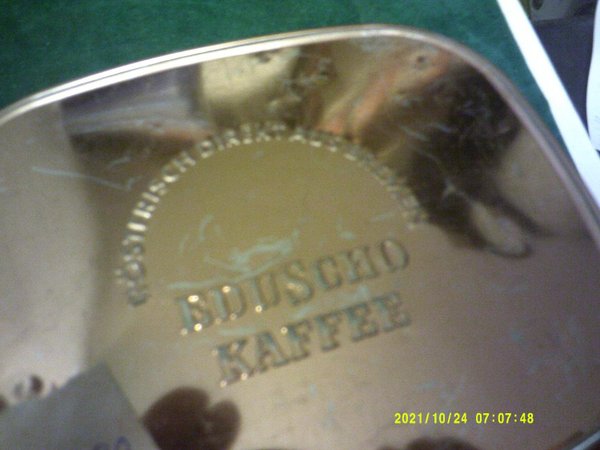 RÖSTFRISCH DIREKT AUS BREMEN
EDUSCHO
KAFFEE
2021/10/24 07:07:48